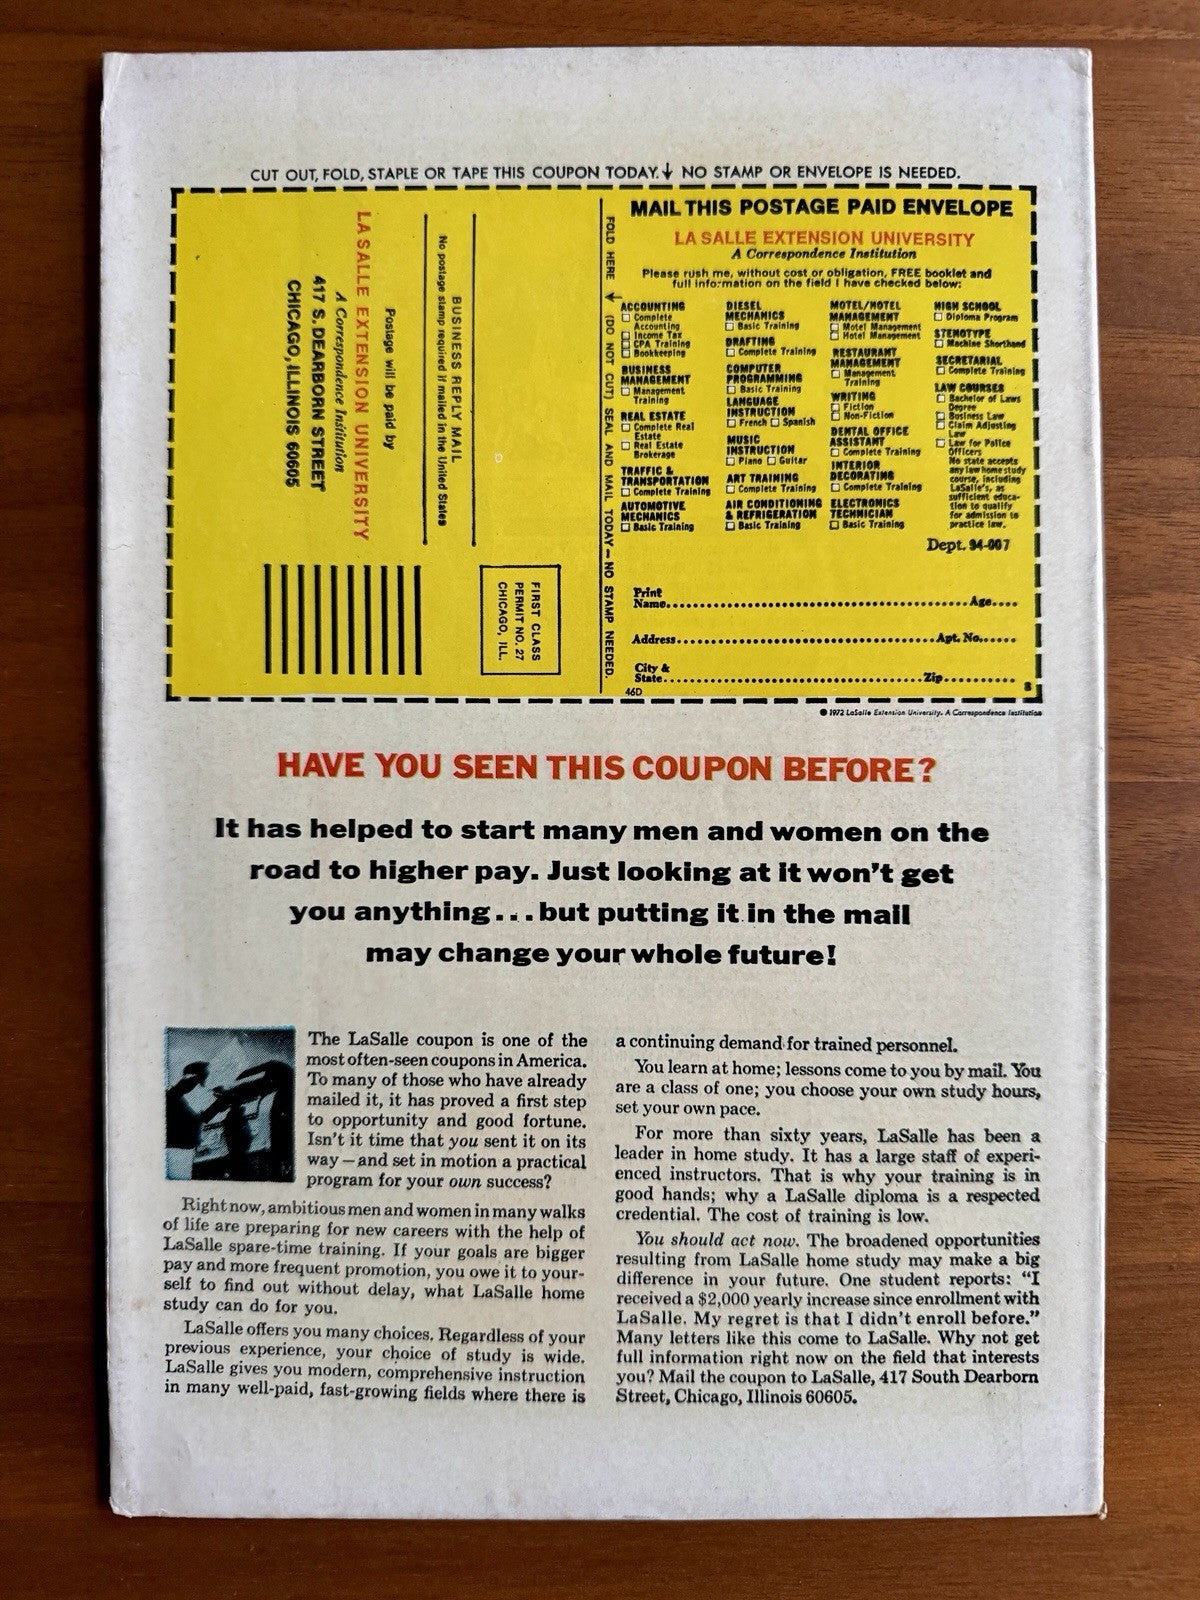 CUT OUT, FOLD, STAPLE OR TAPE THIS COUPON TODAY. ↓ NO STAMP OR ENVELOPE IS NEEDED.
BUSINESS REPLY MAIL
No postage stamp required if mailed in the United States
Postage will be paid by
LA SALLE EXTENSION UNIVERSITY
A Correspondence Institution
417 S. DEARBORN STREET
CHICAGO, ILLINOIS 60605
FIRST CLASS
PERMIT NO. 27
CHICAGO, ILL.
FOLD HERE (DO NOT CUT) SEAL AND MAIL TODAY—NO STAMP NEEDED.
MAIL THIS POSTAGE PAID ENVELOPE
LA SALLE EXTENSION UNIVERSITY
A Correspondence Institution
Please rush me, without cost or obligation, FREE booklet and
full information on the field I have checked below:
ACCOUNTING
Complete
Accounting
Income Tax
CPA Training
Bookkeeping
BUSINESS
MANAGEMENT
Management
Training
REAL ESTATE
Complete Real
Estate
Real Estate
Brokerage
TRAFFIC &
TRANSPORTATION
Complete Training
AUTOMOTIVE
MECHANICS
Basic Training
DIESEL
MECHANICS
Basic Training
DRAFTING
Complete Training
COMPUTER
PROGRAMMING
Basic Training
LANGUAGE
INSTRUCTION
French Spanish
MUSIC
INSTRUCTION
Piano Guitar
ART TRAINING
Complete Training
AIR CONDITIONING
& REFRIGERATION
Basic Training
MOTEL/HOTEL
MANAGEMENT
Motel Management
Hotel Management
RESTAURANT
MANAGEMENT
Management
Training
WRITING
Fiction
Non-Fiction
DENTAL OFFICE
ASSISTANT
Complete Training
INTERIOR
DECORATING
Complete Training
ELECTRONICS
TECHNICIAN
Basic Training
HIGH SCHOOL
Diploma Program
STENOTYPE
Machine Shorthand
SECRETARIAL
Complete Training
LAW COURSES
Bachelor of Laws
Degree
Business Law
Claim Adjusting
Law
Law for Police
Officers
No state accepts
any law home study
course, including
LaSalle's, as
sufficient educa-
tion to qualify
for admission to
practice law.
Dept. 94-007
Print
Name Age
Address Apt. No.
City &
State Zip
46D
8
© 1972 LaSalle Extension University. A Correspondence Institution
HAVE YOU SEEN THIS COUPON BEFORE?
It has helped to start many men and women on the
road to higher pay. Just looking at it won't get
you anything...but putting it in the mail
may change your whole future!
The LaSalle coupon is one of the
most often-seen coupons in America.
To many of those who have already
mailed it, it has proved a first step
to opportunity and good fortune.
Isn't it time that you sent it on its
way—and set in motion a practical
program for your own success?
Right now, ambitious men and women in many walks
of life are preparing for new careers with the help of
LaSalle spare-time training. If your goals are bigger
pay and more frequent promotion, you owe it to your-
self to find out without delay, what LaSalle home
study can do for you.
LaSalle offers you many choices. Regardless of your
previous experience, your choice of study is wide.
LaSalle gives you modern, comprehensive instruction
in many well-paid, fast-growing fields where there is
a continuing demand for trained personnel.
You learn at home; lessons come to you by mail. You
are a class of one; you choose your own study hours,
set your own pace.
For more than sixty years, LaSalle has been a
leader in home study. It has a large staff of experi-
enced instructors. That is why your training is in
good hands; why a LaSalle diploma is a respected
credential. The cost of training is low.
You should act now. The broadened opportunities
resulting from LaSalle home study may make a big
difference in your future. One student reports: "I
received a $2,000 yearly increase since enrollment with
LaSalle. My regret is that I didn't enroll before."
Many letters like this come to LaSalle. Why not get
full information right now on the field that interests
you? Mail the coupon to LaSalle, 417 South Dearborn
Street, Chicago, Illinois 60605.